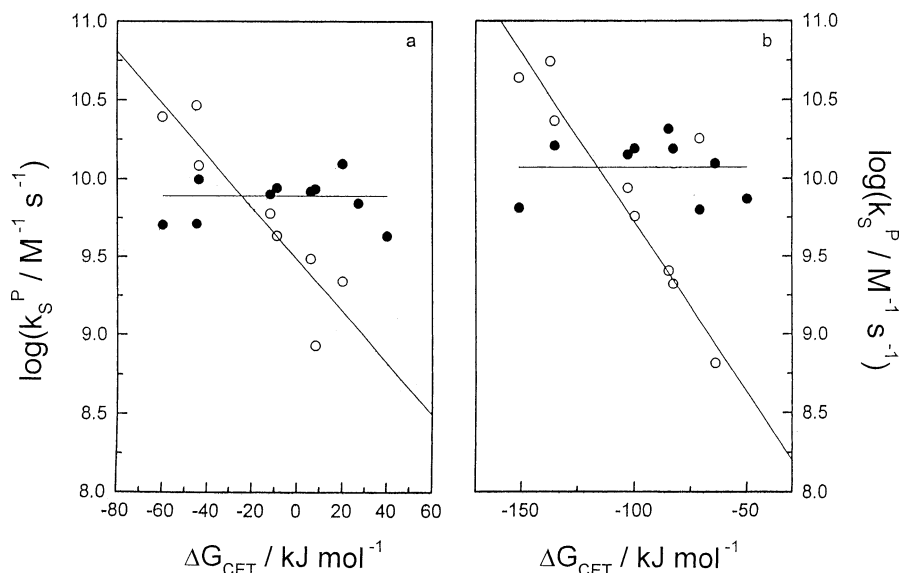 a
11.0
10.5
10.0
9.5
9.0
8.5
8.0
log(k_S^P / M^-1 s^-1)
-80 -60 -40 -20 0 20 40 60
ΔG_CET / kJ mol^-1
b
11.0
10.5
10.0
9.5
9.0
8.5
8.0
log(k_S^P / M^-1 s^-1)
-150 -100 -50
ΔG_CET / kJ mol^-1